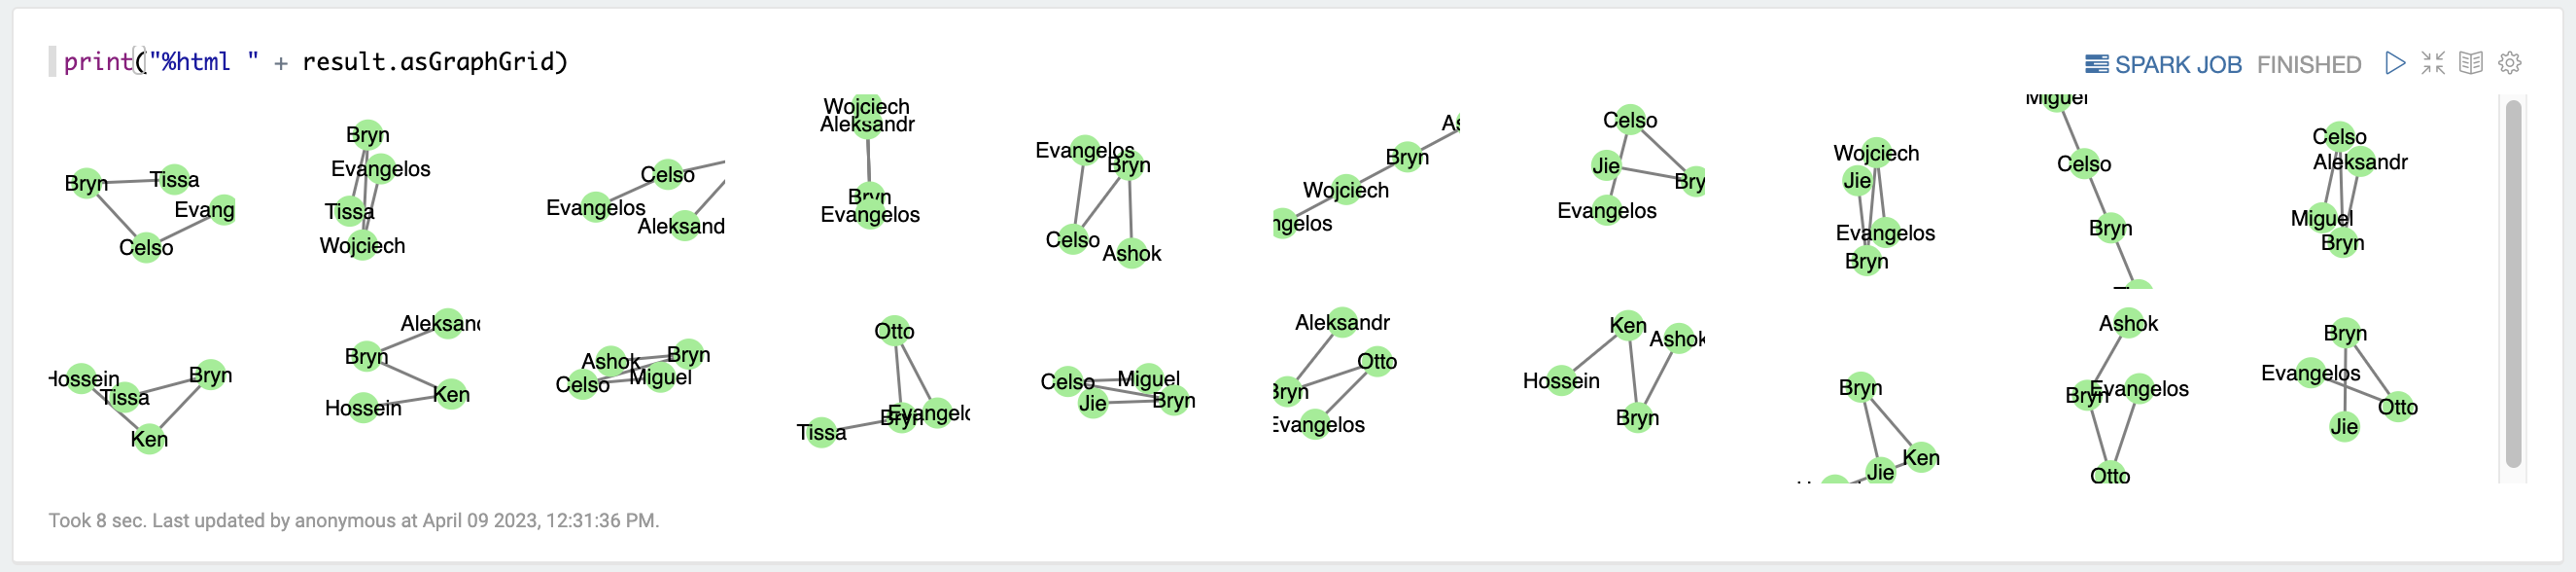 print("%html " + result.asGraphGrid)
SPARK JOB FINISHED
Bryn
Tissa
Evang
Celso
Bryn
Evangelos
Tissa
Wojciech
Celso
Evangelos
Aleksand
Wojciech
Aleksandr
Bryn
Evangelos
Evangelos
Bryn
Celso
Ashok
As
Bryn
Wojciech
ngelos
Celso
Jie
Bry
Evangelos
Wojciech
Jie
Evangelos
Bryn
Miguel
Celso
Bryn
Celso
Aleksandr
Miguel
Bryn
Hossein
Bryn
Tissa
Ken
Aleksand
Bryn
Ken
Hossein
Ashok
Bryn
Celso
Miguel
Otto
Evangelo
Bryn
Tissa
Celso
Miguel
Jie
Bryn
Aleksandr
Otto
Bryn
Evangelos
Ken
Ashok
Hossein
Bryn
Bryn
Ken
Jie
Ashok
Bryn
Evangelos
Otto
Bryn
Evangelos
Otto
Jie
Took 8 sec. Last updated by anonymous at April 09 2023, 12:31:36 PM.